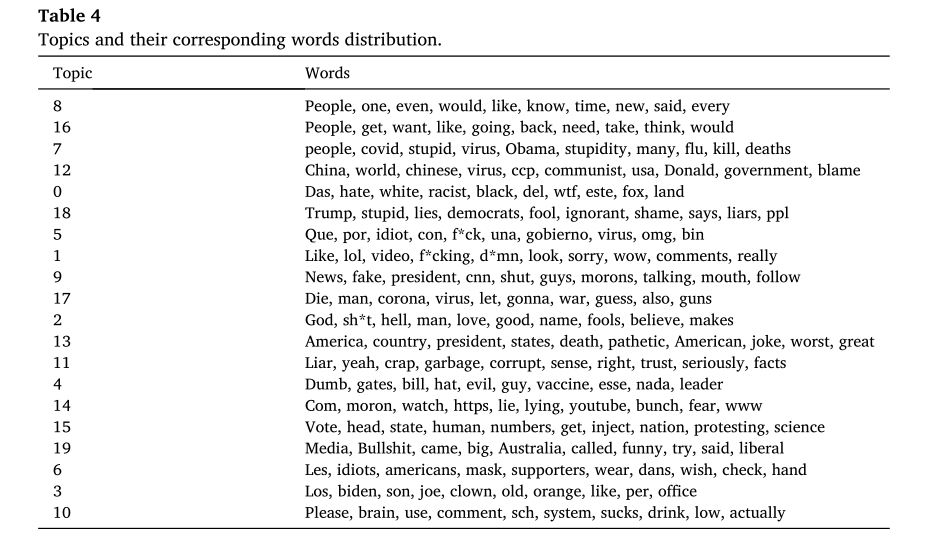 Table 4
Topics and their corresponding words distribution.
Topic Words
8 People, one, even, would, like, know, time, new, said, every
16 People, get, want, like, going, back, need, take, think, would
7 people, covid, stupid, virus, Obama, stupidity, many, flu, kill, deaths
12 China, world, chinese, virus, ccp, communist, usa, Donald, government, blame
0 Das, hate, white, racist, black, del, wtf, este, fox, land
18 Trump, stupid, lies, democrats, fool, ignorant, shame, says, liars, ppl
5 Que, por, idiot, con, f*ck, una, gobierno, virus, omg, bin
1 Like, lol, video, f*cking, d*mn, look, sorry, wow, comments, really
9 News, fake, president, cnn, shut, guys, morons, talking, mouth, follow
17 Die, man, corona, virus, let, gonna, war, guess, also, guns
2 God, sh*t, hell, man, love, good, name, fools, believe, makes
13 America, country, president, states, death, pathetic, American, joke, worst, great
11 Liar, yeah, crap, garbage, corrupt, sense, right, trust, seriously, facts
4 Dumb, gates, bill, hat, evil, guy, vaccine, esse, nada, leader
14 Com, moron, watch, https, lie, lying, youtube, bunch, fear, www
15 Vote, head, state, human, numbers, get, inject, nation, protesting, science
19 Media, Bullshit, came, big, Australia, called, funny, try, said, liberal
6 Les, idiots, americans, mask, supporters, wear, dans, wish, check, hand
3 Los, biden, son, joe, clown, old, orange, like, per, office
10 Please, brain, use, comment, sch, system, sucks, drink, low, actually